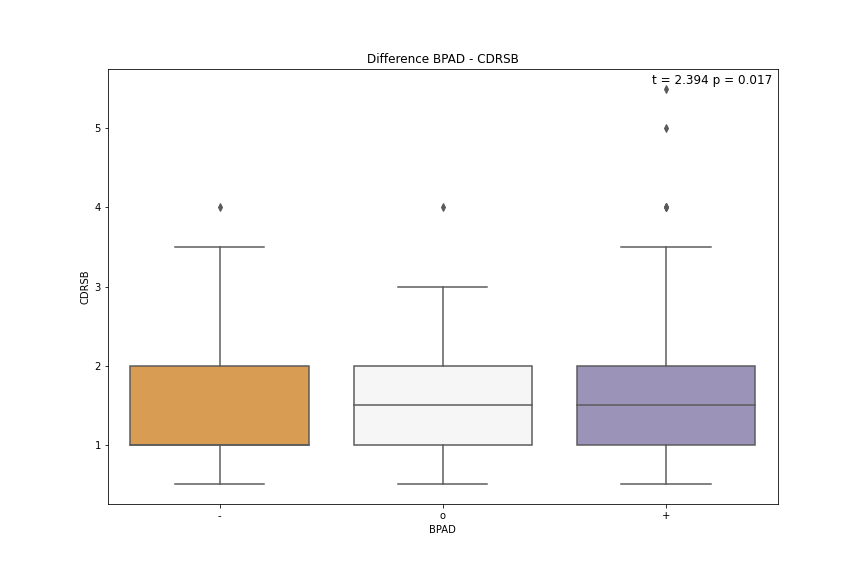 Difference BPAD - CDRSB
t = 2.394 p = 0.017
5
4
3
2
1
CDRSB
-
o
+
BPAD